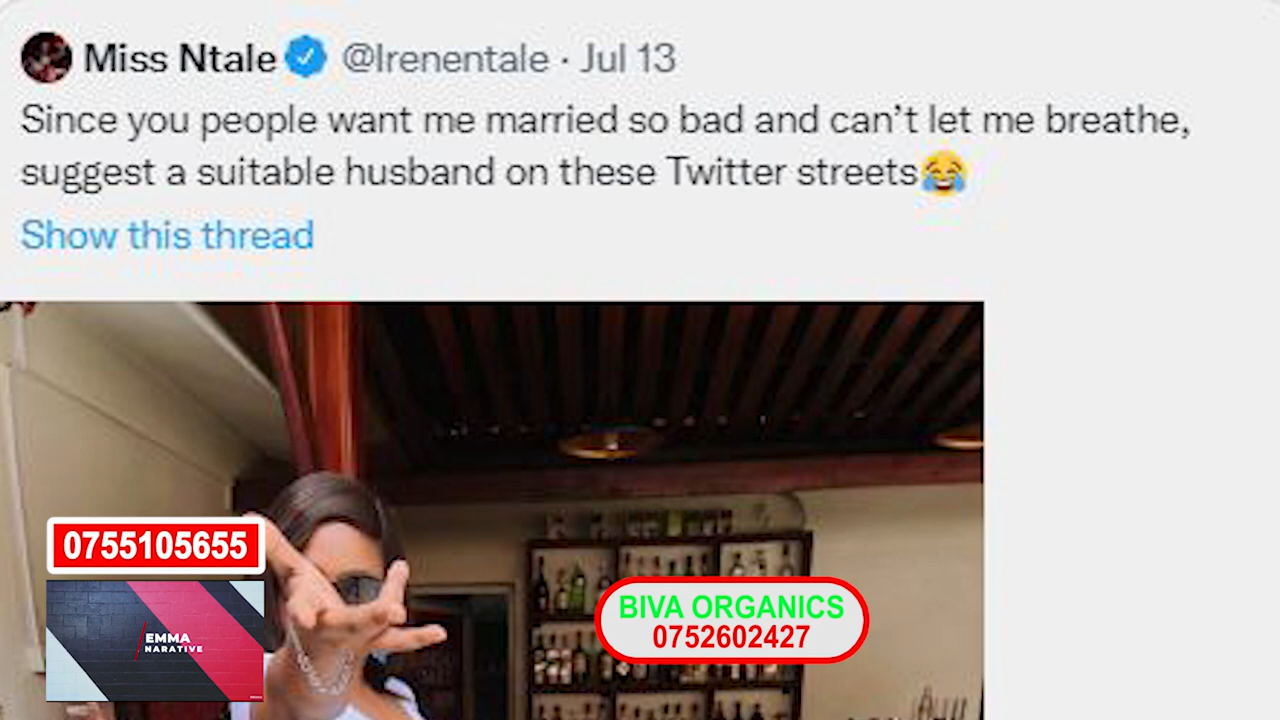 Miss Ntale @Irenentale · Jul 13
Since you people want me married so bad and can’t let me breathe,
suggest a suitable husband on these Twitter streets😂
Show this thread
0755105655
EMMA
NARATIVE
BIVA ORGANICS
0752602427